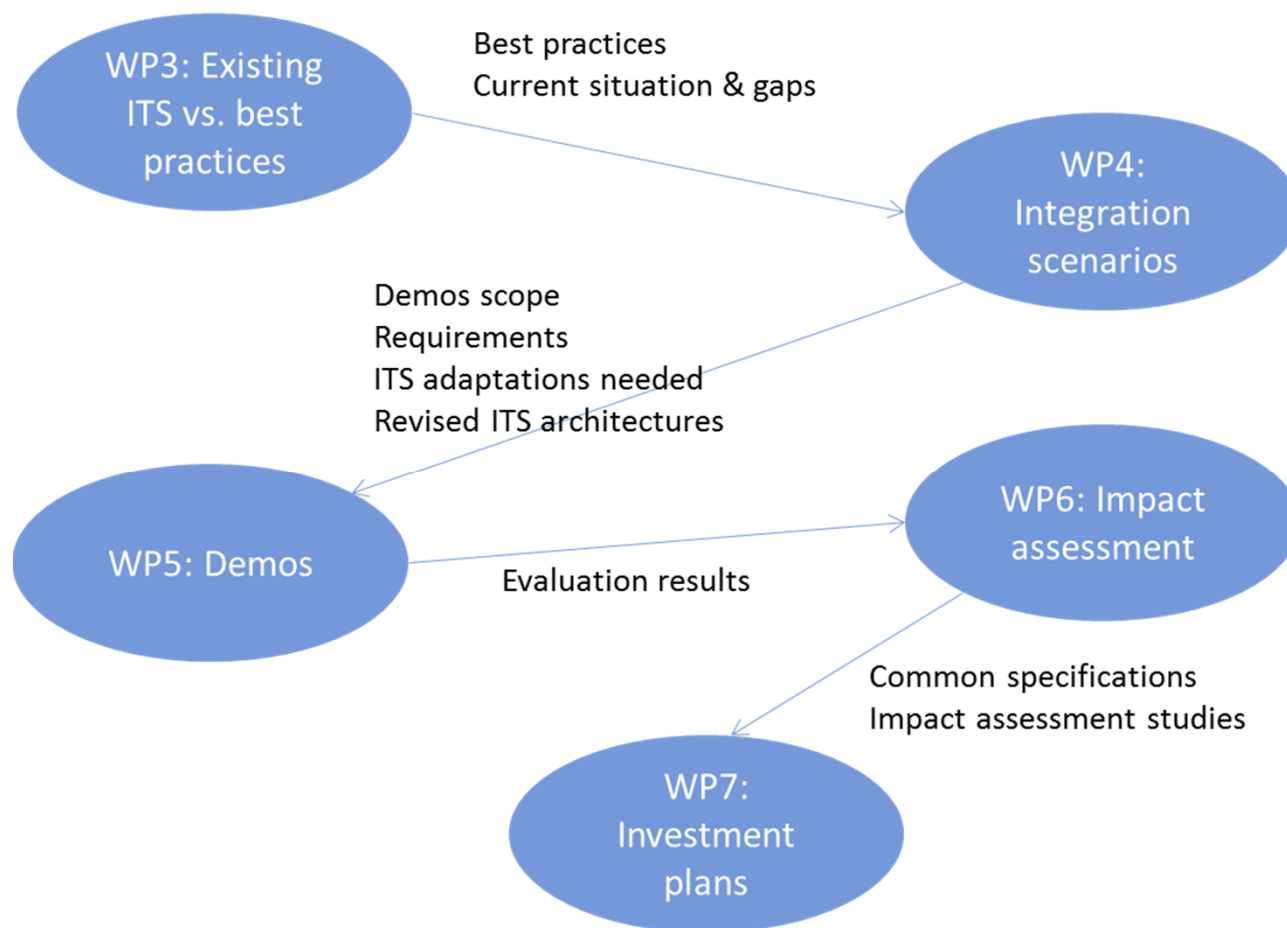 WP3: Existing
ITS vs. best
practices
Best practices
Current situation & gaps
WP4:
Integration
scenarios
Demos scope
Requirements
ITS adaptations needed
Revised ITS architectures
WP5: Demos
Evaluation results
WP6: Impact
assessment
Common specifications
Impact assessment studies
WP7:
Investment
plans